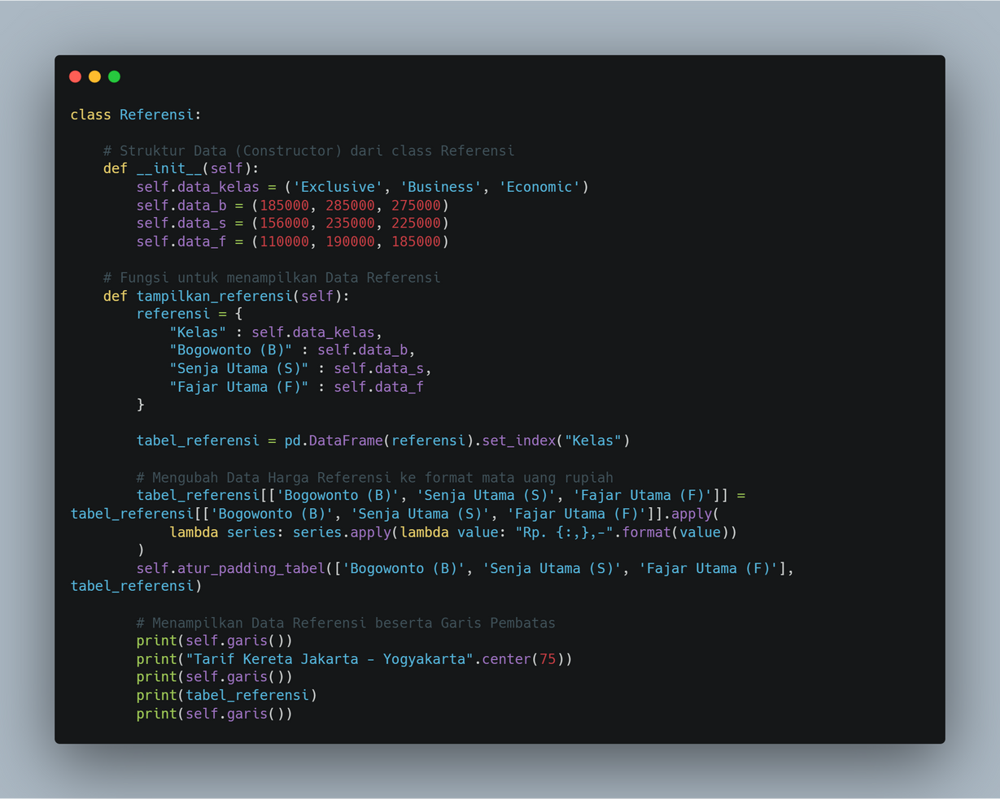 class Referensi:
    # Struktur Data (Constructor) dari class Referensi
    def __init__(self):
        self.data_kelas = ('Exclusive', 'Business', 'Economic')
        self.data_b = (185000, 285000, 275000)
        self.data_s = (156000, 235000, 225000)
        self.data_f = (110000, 190000, 185000)
    # Fungsi untuk menampilkan Data Referensi
    def tampilkan_referensi(self):
        referensi = {
            "Kelas" : self.data_kelas,
            "Bogowonto (B)" : self.data_b,
            "Senja Utama (S)" : self.data_s,
            "Fajar Utama (F)" : self.data_f
        }
        tabel_referensi = pd.DataFrame(referensi).set_index("Kelas")
        # Mengubah Data Harga Referensi ke format mata uang rupiah
        tabel_referensi[['Bogowonto (B)', 'Senja Utama (S)', 'Fajar Utama (F)']] =
tabel_referensi[['Bogowonto (B)', 'Senja Utama (S)', 'Fajar Utama (F)']].apply(
            lambda series: series.apply(lambda value: "Rp. {:,},-".format(value))
        )
        self.atur_padding_tabel(['Bogowonto (B)', 'Senja Utama (S)', 'Fajar Utama (F)'],
tabel_referensi)
        # Menampilkan Data Referensi beserta Garis Pembatas
        print(self.garis())
        print("Tarif Kereta Jakarta - Yogyakarta".center(75))
        print(self.garis())
        print(tabel_referensi)
        print(self.garis())